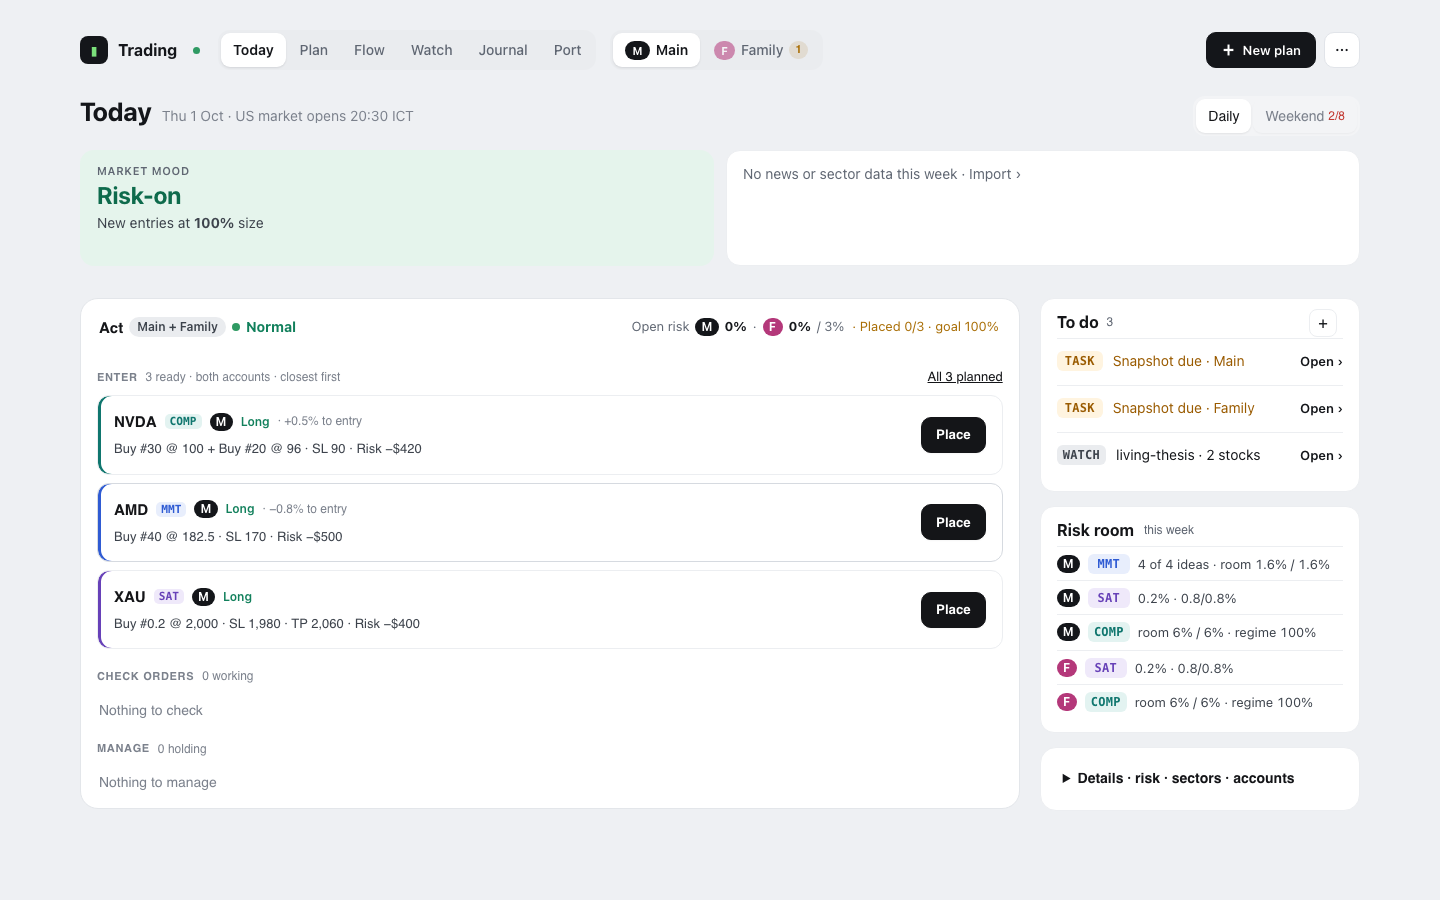 Trading
Today Plan Flow Watch Journal Port
M Main F Family 1
+ New plan
···
Today Thu 1 Oct · US market opens 20:30 ICT
Daily Weekend 2/8
MARKET MOOD
Risk-on
New entries at 100% size
No news or sector data this week · Import ›
Act Main + Family Normal
Open risk M 0% · F 0% / 3% · Placed 0/3 · goal 100%
ENTER 3 ready · both accounts · closest first
All 3 planned
NVDA COMP M Long · +0.5% to entry
Buy #30 @ 100 + Buy #20 @ 96 · SL 90 · Risk −$420
Place
AMD MMT M Long · −0.8% to entry
Buy #40 @ 182.5 · SL 170 · Risk −$500
Place
XAU SAT M Long
Buy #0.2 @ 2,000 · SL 1,980 · TP 2,060 · Risk −$400
Place
CHECK ORDERS 0 working
Nothing to check
MANAGE 0 holding
Nothing to manage
To do 3
+
TASK Snapshot due · Main Open ›
TASK Snapshot due · Family Open ›
WATCH living-thesis · 2 stocks Open ›
Risk room this week
M MMT 4 of 4 ideas · room 1.6% / 1.6%
M SAT 0.2% · 0.8/0.8%
M COMP room 6% / 6% · regime 100%
F SAT 0.2% · 0.8/0.8%
F COMP room 6% / 6% · regime 100%
▶ Details · risk · sectors · accounts